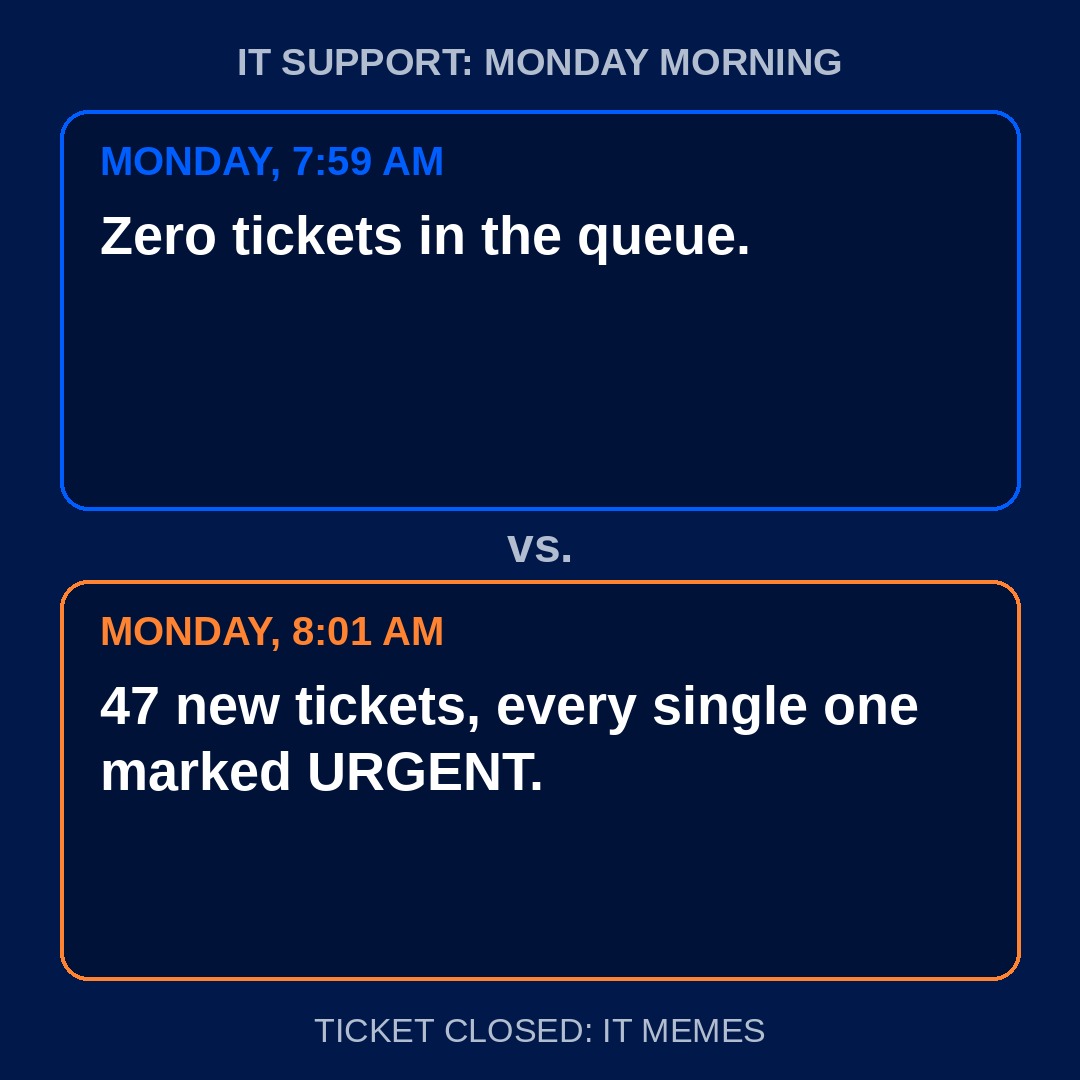 IT SUPPORT: MONDAY MORNING
MONDAY, 7:59 AM
Zero tickets in the queue.
vs.
MONDAY, 8:01 AM
47 new tickets, every single one
marked URGENT.
TICKET CLOSED: IT MEMES